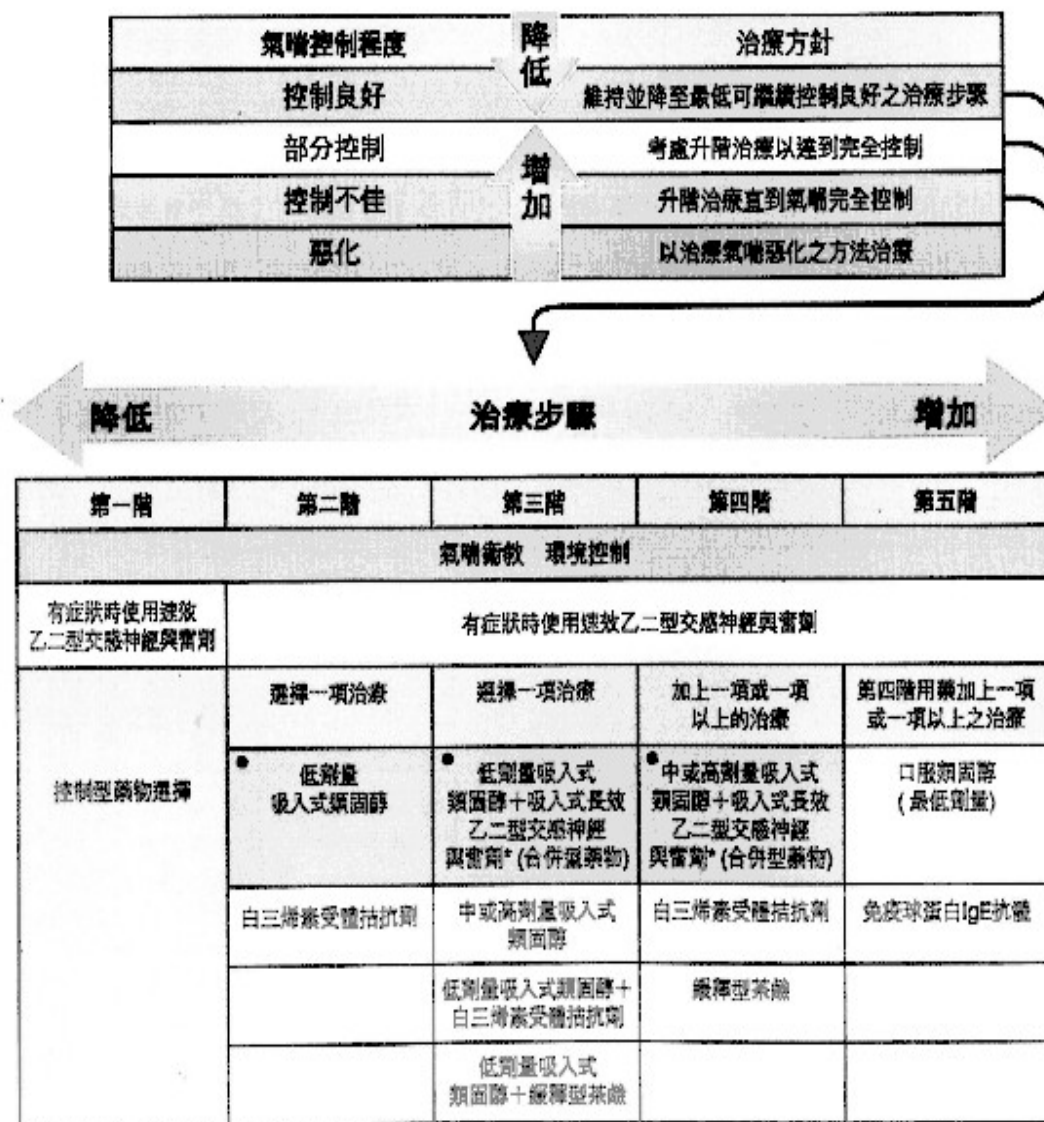 氣喘控制程度
降低
治療方針
控制良好
維持並降至最低可繼續控制良好之治療步驟
部分控制
增加
考慮升階治療以達到完全控制
控制不佳
升階治療直到氣喘完全控制
惡化
以治療氣喘惡化之方法治療
降低
治療步驟
增加
第一階
第二階
第三階
第四階
第五階
氣喘衛教 環境控制
有症狀時使用速效
乙二型交感神經興奮劑
有症狀時使用速效乙二型交感神經興奮劑
控制型藥物選擇
選擇一項治療
選擇一項治療
加上一項或一項
以上的治療
第四階用藥加上一項
或一項以上之治療
● 低劑量
吸入式類固醇
● 低劑量吸入式
類固醇＋吸入式長效
乙二型交感神經
興奮劑* (合併型藥物)
● 中或高劑量吸入式
類固醇＋吸入式長效
乙二型交感神經
興奮劑* (合併型藥物)
口服類固醇
( 最低劑量)
白三烯素受體拮抗劑
中或高劑量吸入式
類固醇
白三烯素受體拮抗劑
免疫球蛋白IgE抗體
低劑量吸入式類固醇＋
白三烯素受體拮抗劑
緩釋型茶鹼
低劑量吸入式
類固醇＋緩釋型茶鹼